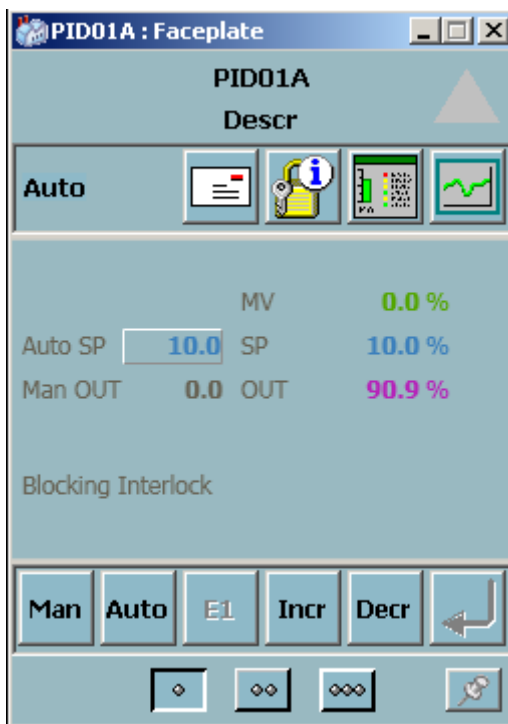 PID01A : Faceplate
PID01A
Descr
Auto
MV 0.0 %
Auto SP 10.0 SP 10.0 %
Man OUT 0.0 OUT 90.9 %
Blocking Interlock
Man Auto E1 Incr Decr